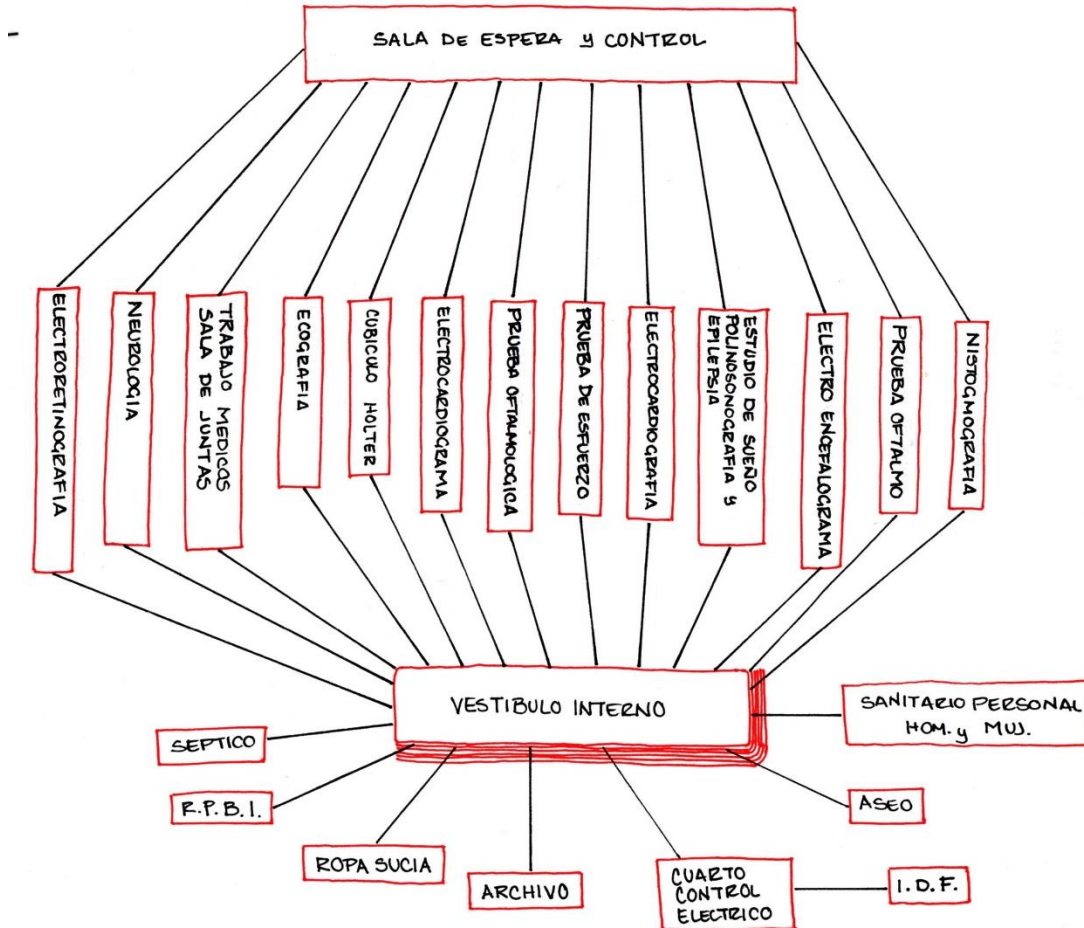 SALA DE ESPERA y CONTROL
ELECTRORETINOGRAFIA
NEUROLOGIA
TRABAJO MEDICOS
SALA DE JUNTAS
ECOGRAFIA
CUBICULO HOLTER
ELECTROCARDIOGRAMA
PRUEBA OFTALMOLOGICA
PRUEBA DE ESFUERZO
ELECTROCARDIOGRAFIA
ESTUDIO DE SUEÑO
POLINOSONOGRAFIA y
EPILEPSIA
ELECTRO ENCEFALOGRAMA
PRUEBA OFTALMO
NISTOGMOGRAFIA
VESTIBULO INTERNO
SANITARIO PERSONAL
HOM. y MUJ.
SEPTICO
R.P.B.I.
ASEO
ROPA SUCIA
ARCHIVO
CUARTO
CONTROL
ELECTRICO
I.D.F.